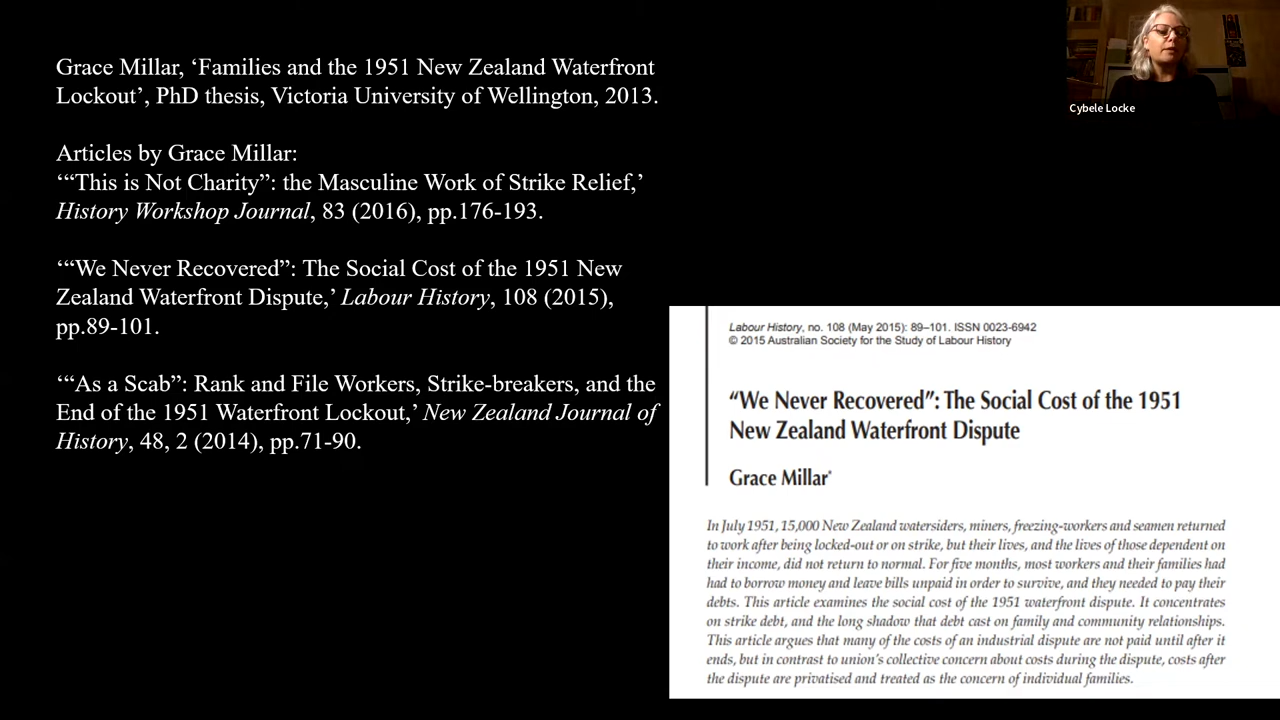 Grace Millar, ‘Families and the 1951 New Zealand Waterfront
Lockout’, PhD thesis, Victoria University of Wellington, 2013.
Articles by Grace Millar:
‘“This is Not Charity”: the Masculine Work of Strike Relief,’
History Workshop Journal, 83 (2016), pp.176-193.
‘“We Never Recovered”: The Social Cost of the 1951 New
Zealand Waterfront Dispute,’ Labour History, 108 (2015),
pp.89-101.
‘“As a Scab”: Rank and File Workers, Strike-breakers, and the
End of the 1951 Waterfront Lockout,’ New Zealand Journal of
History, 48, 2 (2014), pp.71-90.
Cybele Locke
Labour History, no. 108 (May 2015): 89–101. ISSN 0023-6942
© 2015 Australian Society for the Study of Labour History
“We Never Recovered”: The Social Cost of the 1951
New Zealand Waterfront Dispute
Grace Millar*
In July 1951, 15,000 New Zealand watersiders, miners, freezing-workers and seamen returned
to work after being locked-out or on strike, but their lives, and the lives of those dependent on
their income, did not return to normal. For five months, most workers and their families had
had to borrow money and leave bills unpaid in order to survive, and they needed to pay their
debts. This article examines the social cost of the 1951 waterfront dispute. It concentrates
on strike debt, and the long shadow that debt cast on family and community relationships.
This article argues that many of the costs of an industrial dispute are not paid until after it
ends, but in contrast to union’s collective concern about costs during the dispute, costs after
the dispute are privatised and treated as the concern of individual families.